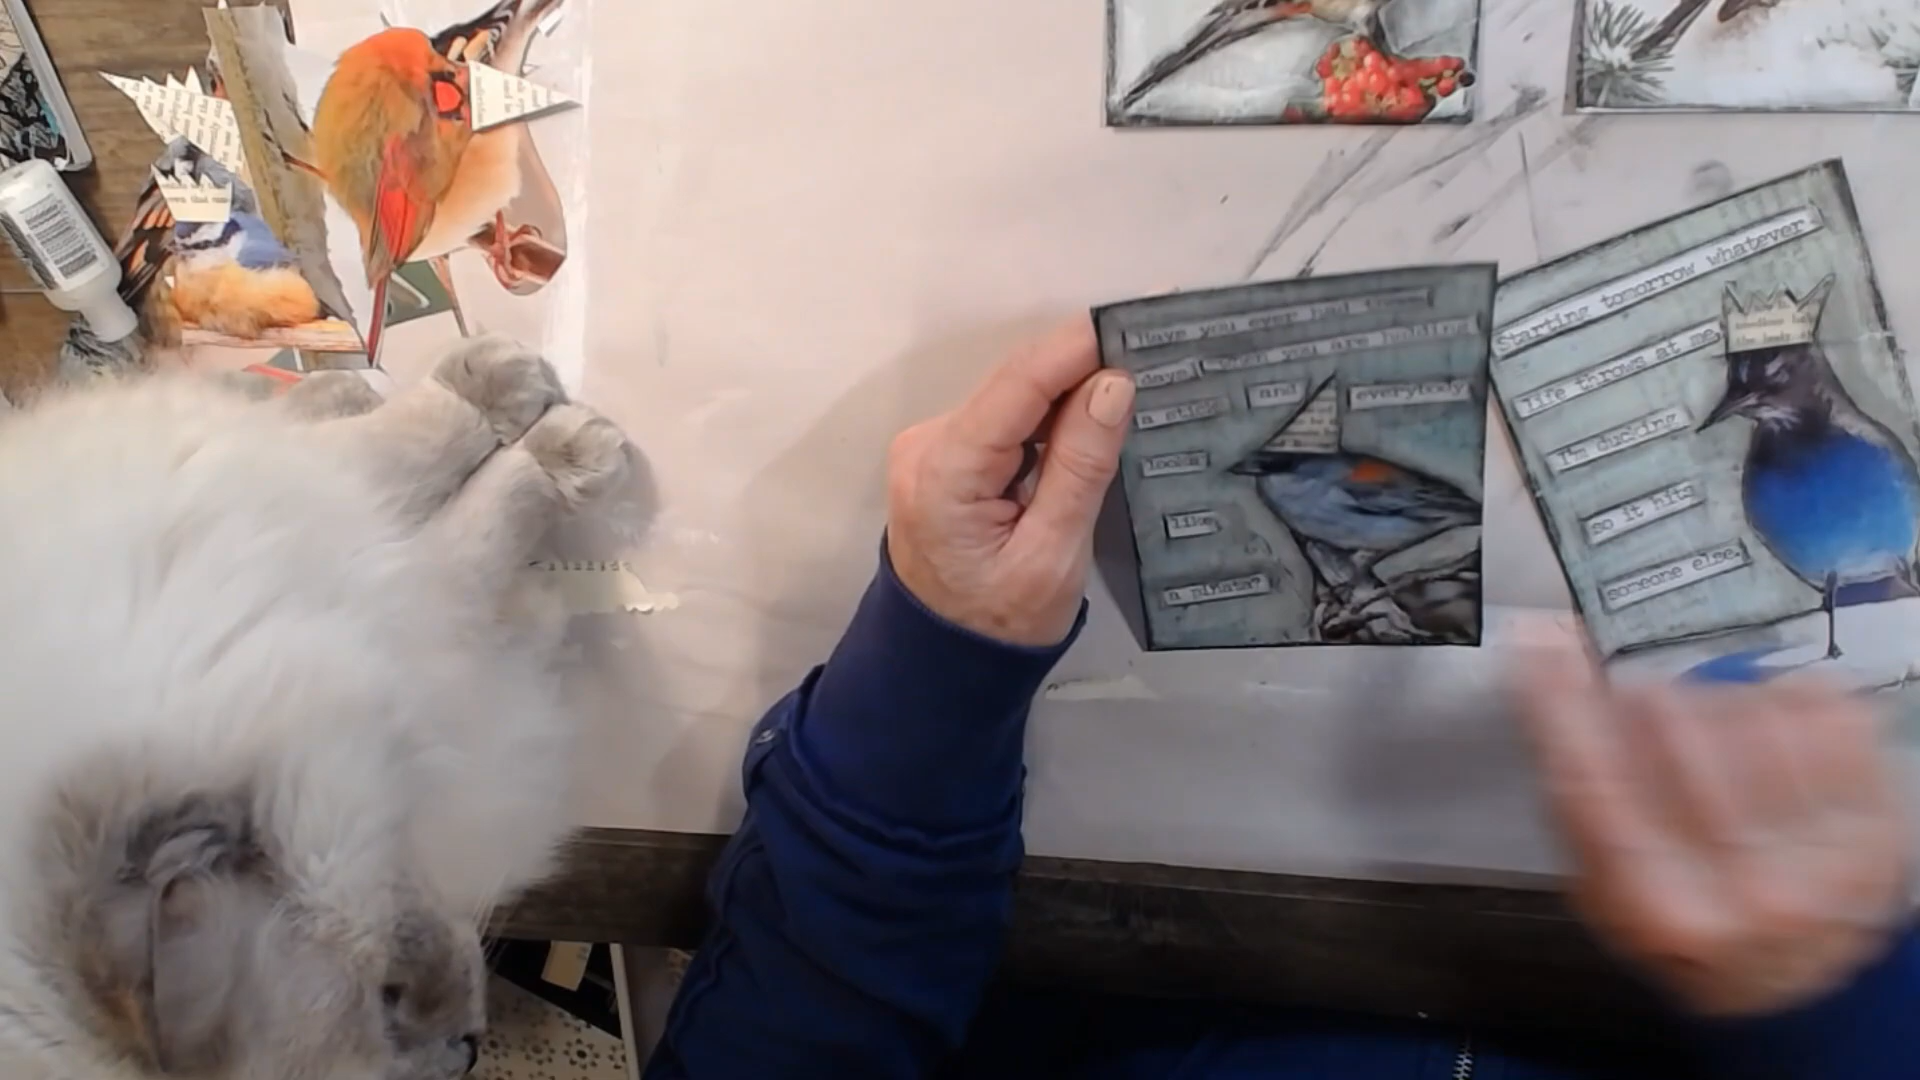 Have you ever had those
days when you are holding
a stick and everybody
looks
like
a piñata?
Starting tomorrow whatever
life throws at me,
I'm ducking
so it hits
someone else.